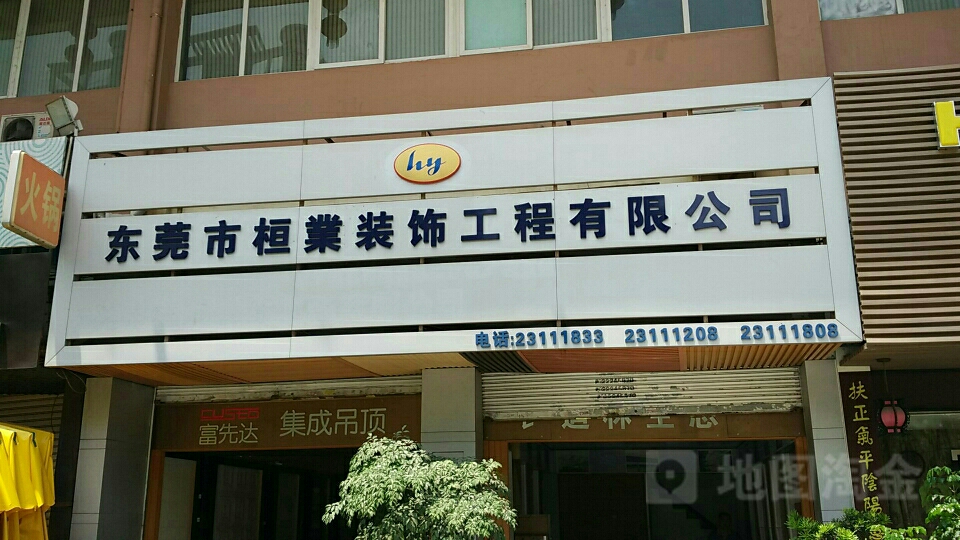 hy
东莞市桓業装饰工程有限公司
电话:23111833 23111208 23111808
火锅
富先达 集成吊顶
扶正氣平陰陽
地图淘金